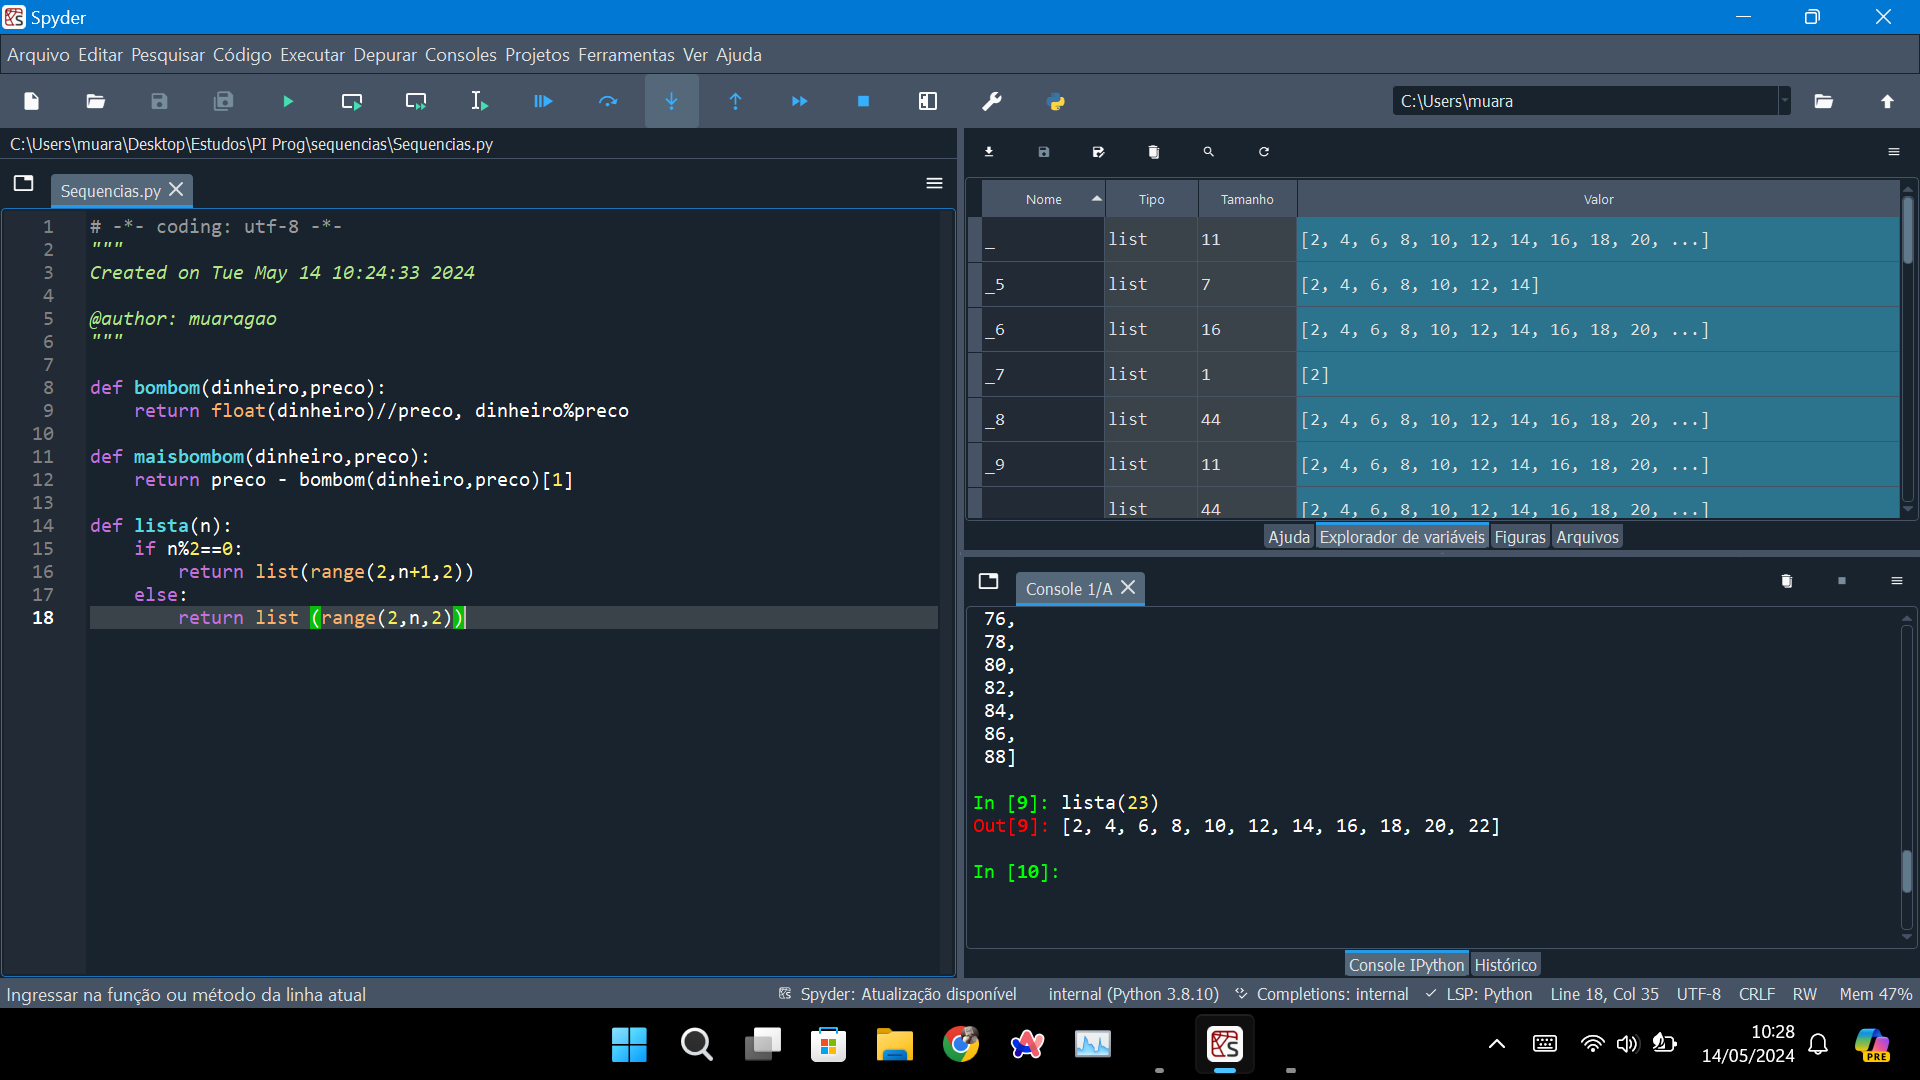 Spyder
Arquivo Editar Pesquisar Código Executar Depurar Consoles Projetos Ferramentas Ver Ajuda
C:\Users\muara
C:\Users\muara\Desktop\Estudos\PI Prog\sequencias\Sequencias.py
Sequencias.py
1 # -*- coding: utf-8 -*-
2 """
3 Created on Tue May 14 10:24:33 2024
4
5 @author: muaragao
6 """
7
8 def bombom(dinheiro,preco):
9     return float(dinheiro)//preco, dinheiro%preco
10
11 def maisbombom(dinheiro,preco):
12     return preco - bombom(dinheiro,preco)[1]
13
14 def lista(n):
15     if n%2==0:
16         return list(range(2,n+1,2))
17     else:
18         return list (range(2,n,2))
Nome Tipo Tamanho Valor
_ list 11 [2, 4, 6, 8, 10, 12, 14, 16, 18, 20, ...]
_5 list 7 [2, 4, 6, 8, 10, 12, 14]
_6 list 16 [2, 4, 6, 8, 10, 12, 14, 16, 18, 20, ...]
_7 list 1 [2]
_8 list 44 [2, 4, 6, 8, 10, 12, 14, 16, 18, 20, ...]
_9 list 11 [2, 4, 6, 8, 10, 12, 14, 16, 18, 20, ...]
list 44 [2, 4, 6, 8, 10, 12, 14, 16, 18, 20, ...]
Ajuda Explorador de variáveis Figuras Arquivos
Console 1/A
76,
78,
80,
82,
84,
86,
88]
In [9]: lista(23)
Out[9]: [2, 4, 6, 8, 10, 12, 14, 16, 18, 20, 22]
In [10]:
Console IPython Histórico
Ingressar na função ou método da linha atual
Spyder: Atualização disponível internal (Python 3.8.10) Completions: internal LSP: Python Line 18, Col 35 UTF-8 CRLF RW Mem 47%
10:28
14/05/2024
PRE